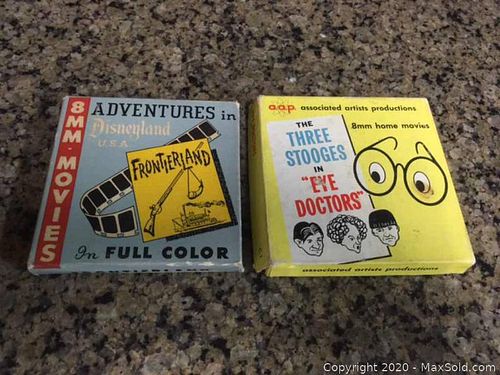 8MM·MOVIES
ADVENTURES in
Disneyland
U.S.A
FRONTIERLAND
In FULL COLOR
a.a.p. associated artists productions
8mm home movies
THE
THREE
STOOGES
IN
"EYE
DOCTORS"
associated artists productions
Copyright 2020 - MaxSold.com